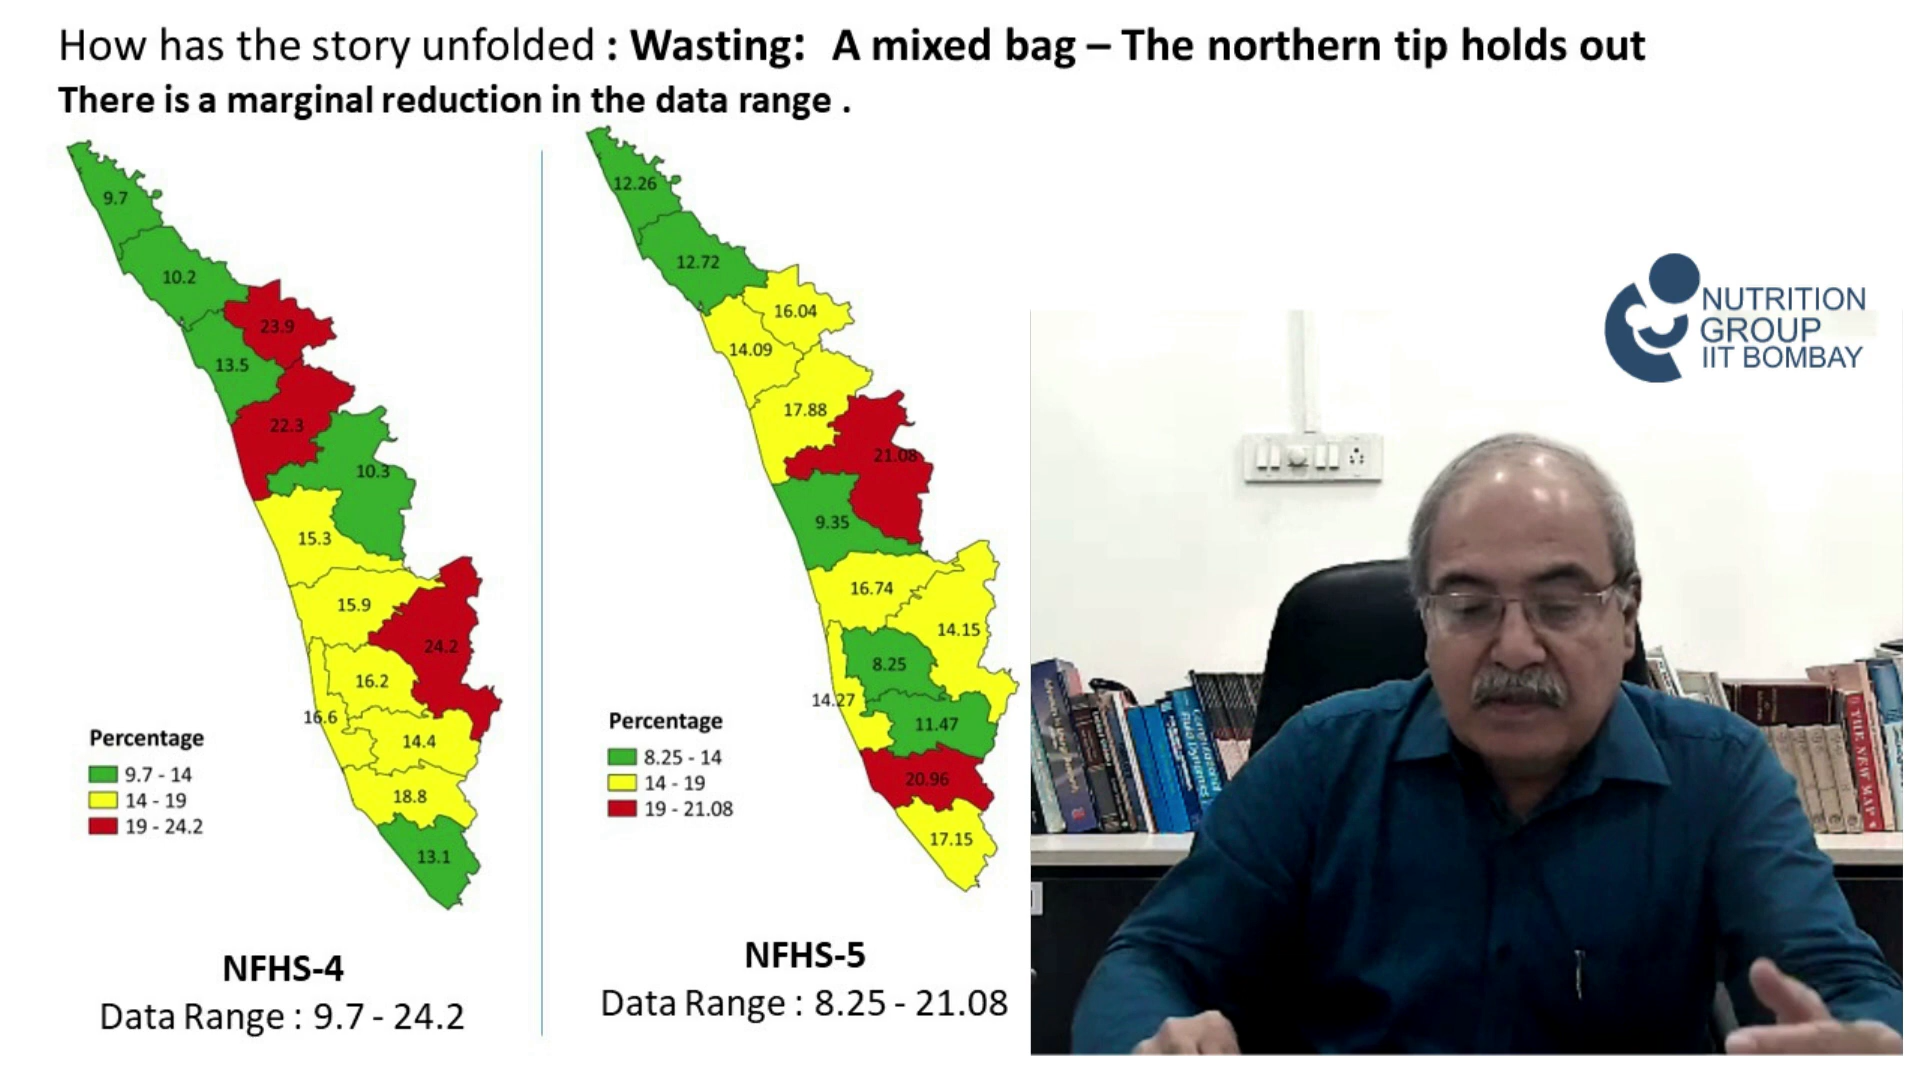 How has the story unfolded : Wasting: A mixed bag – The northern tip holds out
There is a marginal reduction in the data range .
9.7
10.2
23.9
13.5
22.3
10.3
15.3
15.9
24.2
16.2
16.6
14.4
18.8
13.1
Percentage
9.7 - 14
14 - 19
19 - 24.2
NFHS-4
Data Range : 9.7 - 24.2
12.26
12.72
16.04
14.09
17.88
21.08
9.35
16.74
14.15
8.25
14.27
11.47
20.96
17.15
Percentage
8.25 - 14
14 - 19
19 - 21.08
NFHS-5
Data Range : 8.25 - 21.08
NUTRITION
GROUP
IIT BOMBAY
THE NEW MAP